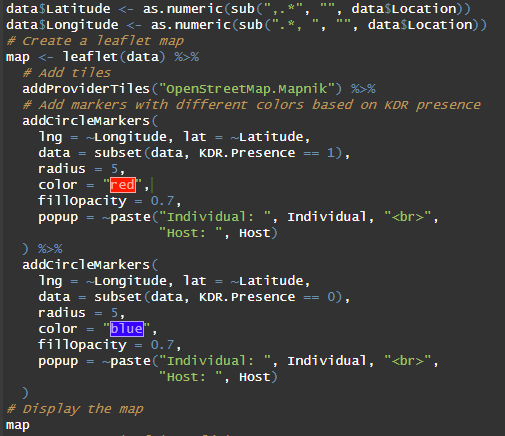 data$Latitude <- as.numeric(sub(",.*", "", data$Location))
data$Longitude <- as.numeric(sub(".*, ", "", data$Location))
# Create a leaflet map
map <- leaflet(data) %>%
  # Add tiles
  addProviderTiles("OpenStreetMap.Mapnik") %>%
  # Add markers with different colors based on KDR presence
  addCircleMarkers(
    lng = ~Longitude, lat = ~Latitude,
    data = subset(data, KDR.Presence == 1),
    radius = 5,
    color = "red",
    fillOpacity = 0.7,
    popup = ~paste("Individual: ", Individual, "<br>",
                   "Host: ", Host)
  ) %>%
  addCircleMarkers(
    lng = ~Longitude, lat = ~Latitude,
    data = subset(data, KDR.Presence == 0),
    radius = 5,
    color = "blue",
    fillOpacity = 0.7,
    popup = ~paste("Individual: ", Individual, "<br>",
                   "Host: ", Host)
  )
# Display the map
map